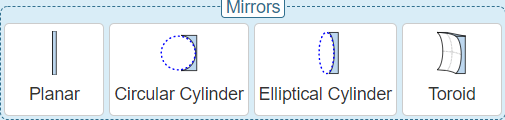 Mirrors
Planar
Circular Cylinder
Elliptical Cylinder
Toroid